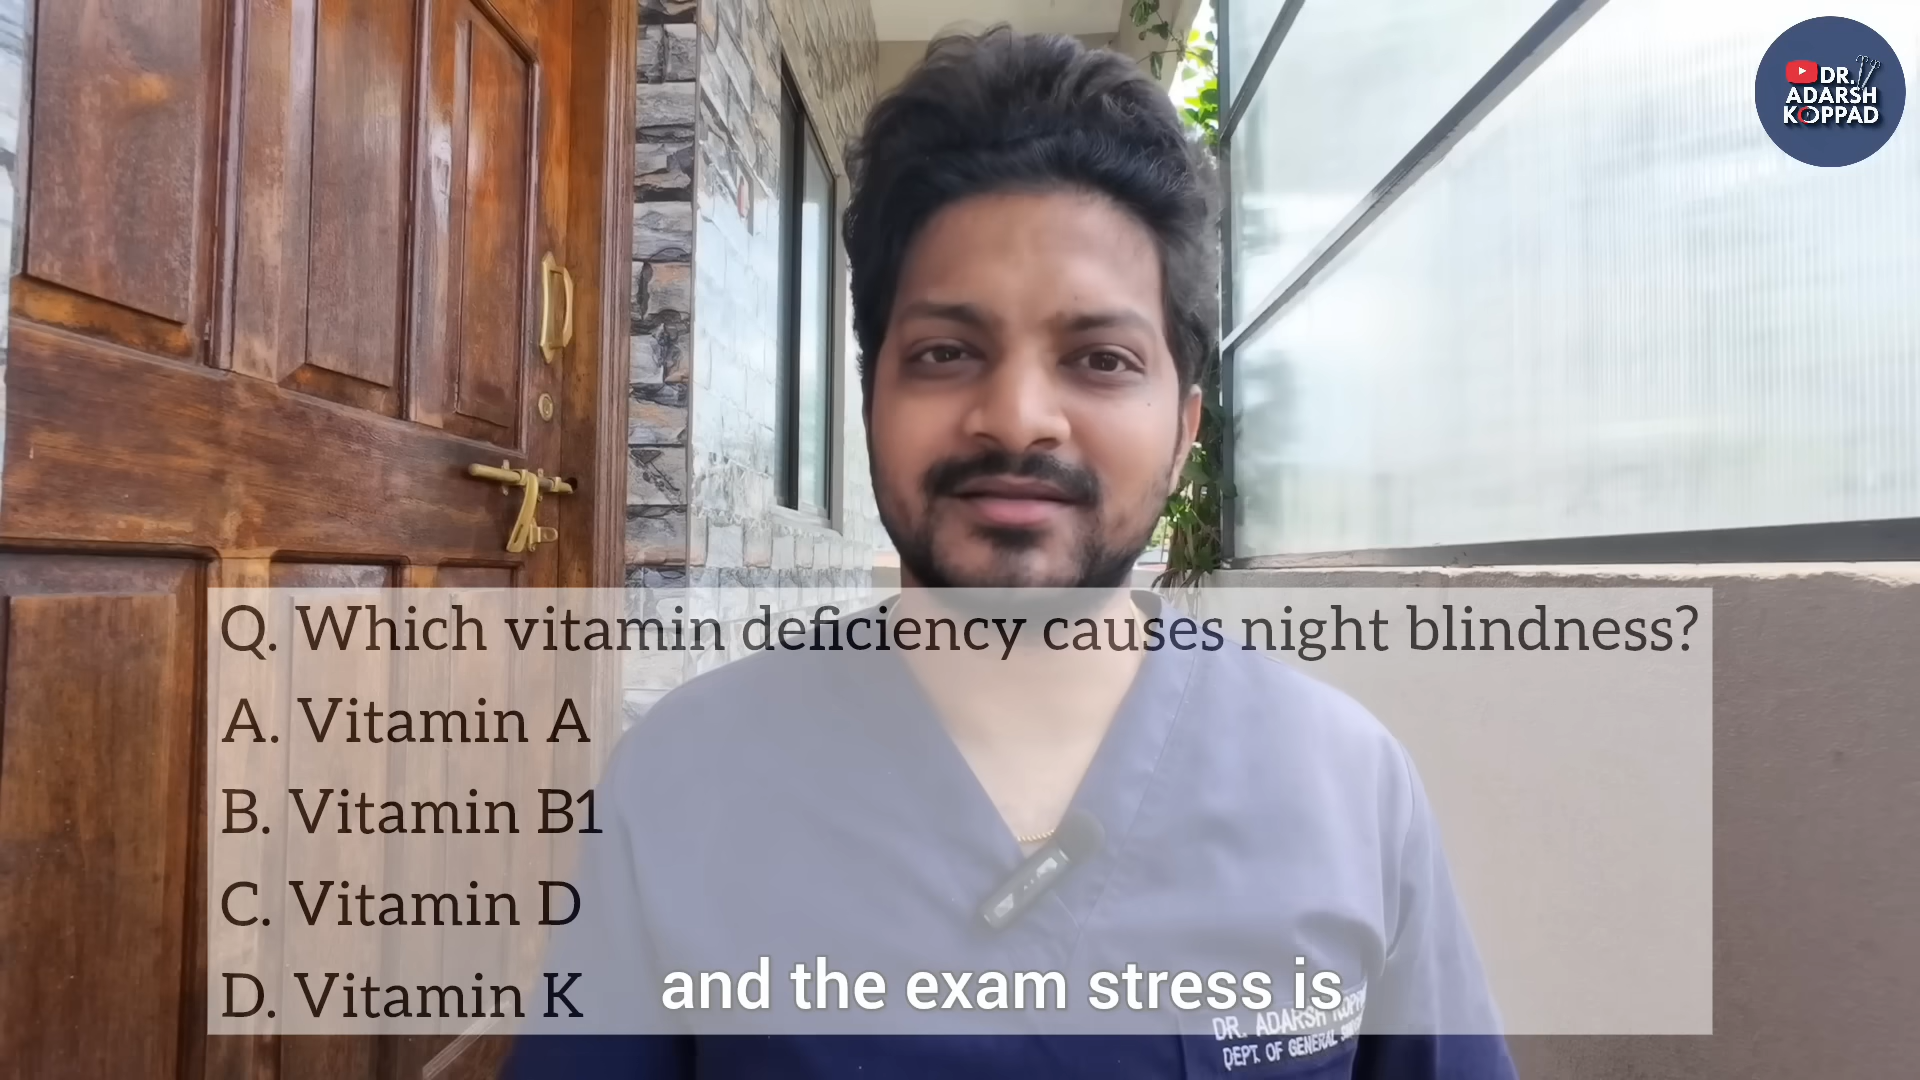 DR.
ADARSH
KOPPAD
Q. Which vitamin deficiency causes night blindness?
A. Vitamin A
B. Vitamin B1
C. Vitamin D
D. Vitamin K
and the exam stress is
DR. ADARSH
DEPT. OF GENERAL